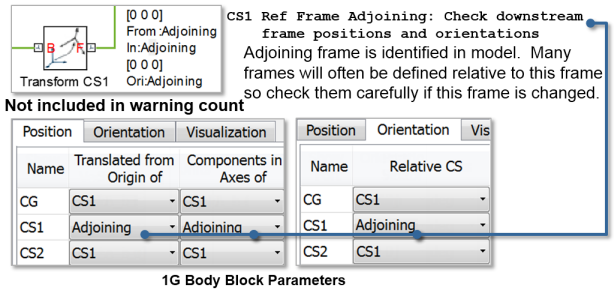 [0 0 0]
From :Adjoining
In:Adjoining
[0 0 0]
Ori:Adjoining
B
F
Transform CS1
CS1 Ref Frame Adjoining: Check downstream
frame positions and orientations
Adjoining frame is identified in model. Many
frames will often be defined relative to this frame
so check them carefully if this frame is changed.
Not included in warning count
Position Orientation Visualization
Name Translated from Origin of Components in Axes of
CG CS1 CS1
CS1 Adjoining Adjoining
CS2 CS1 CS1
Position Orientation Vis
Name Relative CS
CG CS1
CS1 Adjoining
CS2 CS1
1G Body Block Parameters